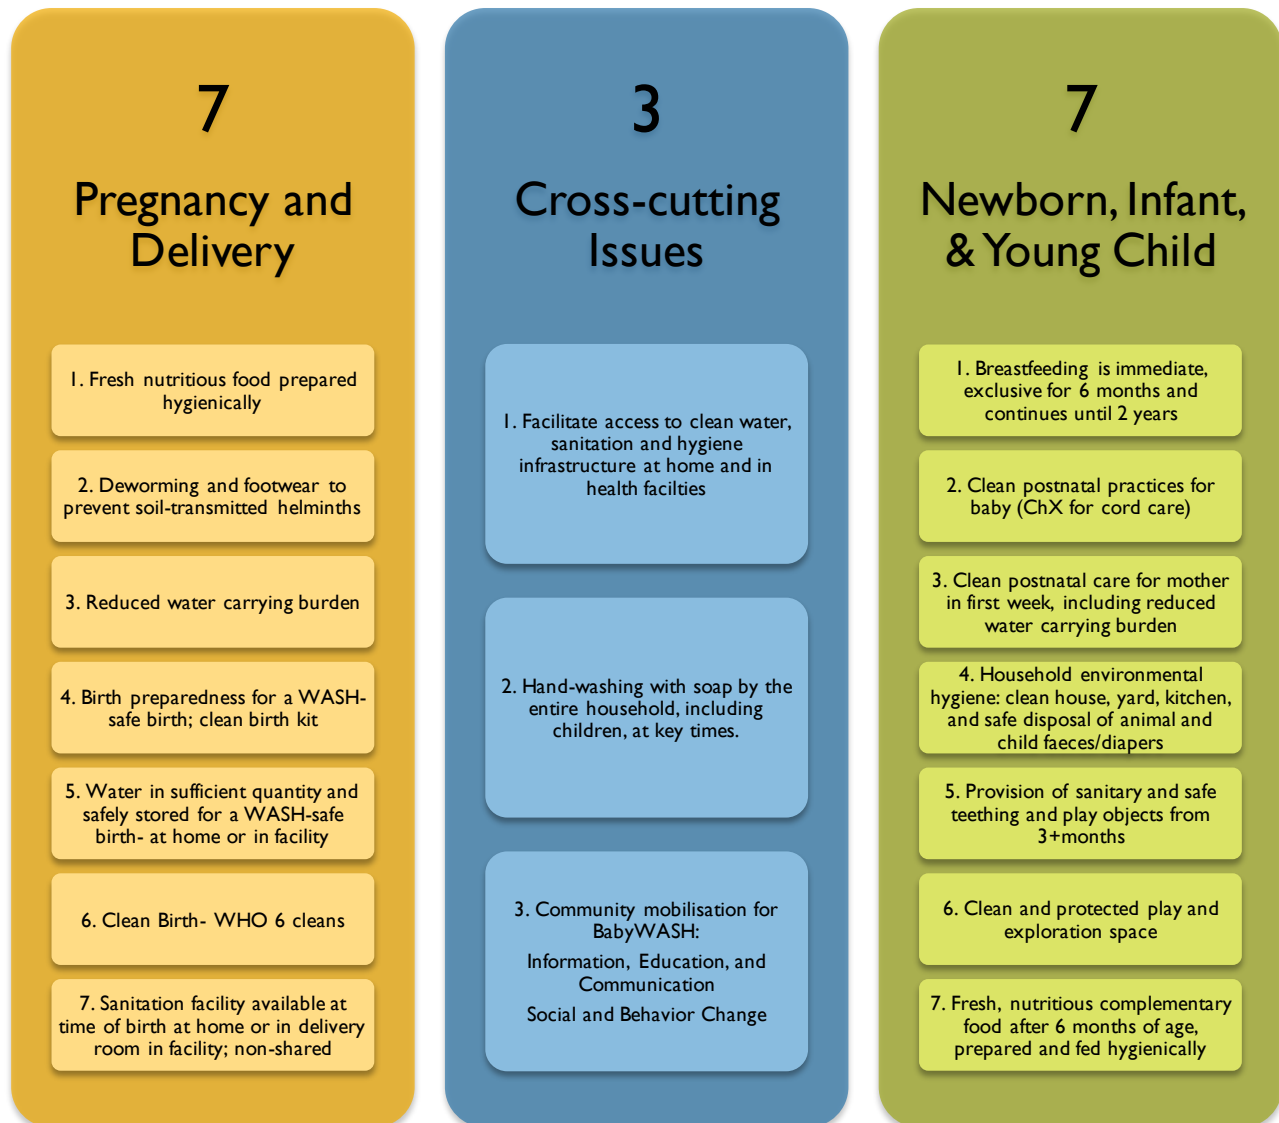 7
Pregnancy and
Delivery
1. Fresh nutritious food prepared
hygienically
2. Deworming and footwear to
prevent soil-transmitted helminths
3. Reduced water carrying burden
4. Birth preparedness for a WASH-
safe birth; clean birth kit
5. Water in sufficient quantity and
safely stored for a WASH-safe
birth- at home or in facility
6. Clean Birth- WHO 6 cleans
7. Sanitation facility available at
time of birth at home or in delivery
room in facility; non-shared
3
Cross-cutting
Issues
1. Facilitate access to clean water,
sanitation and hygiene
infrastructure at home and in
health facilties
2. Hand-washing with soap by the
entire household, including
children, at key times.
3. Community mobilisation for
BabyWASH:
Information, Education, and
Communication
Social and Behavior Change
7
Newborn, Infant,
& Young Child
1. Breastfeeding is immediate,
exclusive for 6 months and
continues until 2 years
2. Clean postnatal practices for
baby (ChX for cord care)
3. Clean postnatal care for mother
in first week, including reduced
water carrying burden
4. Household environmental
hygiene: clean house, yard, kitchen,
and safe disposal of animal and
child faeces/diapers
5. Provision of sanitary and safe
teething and play objects from
3+months
6. Clean and protected play and
exploration space
7. Fresh, nutritious complementary
food after 6 months of age,
prepared and fed hygienically